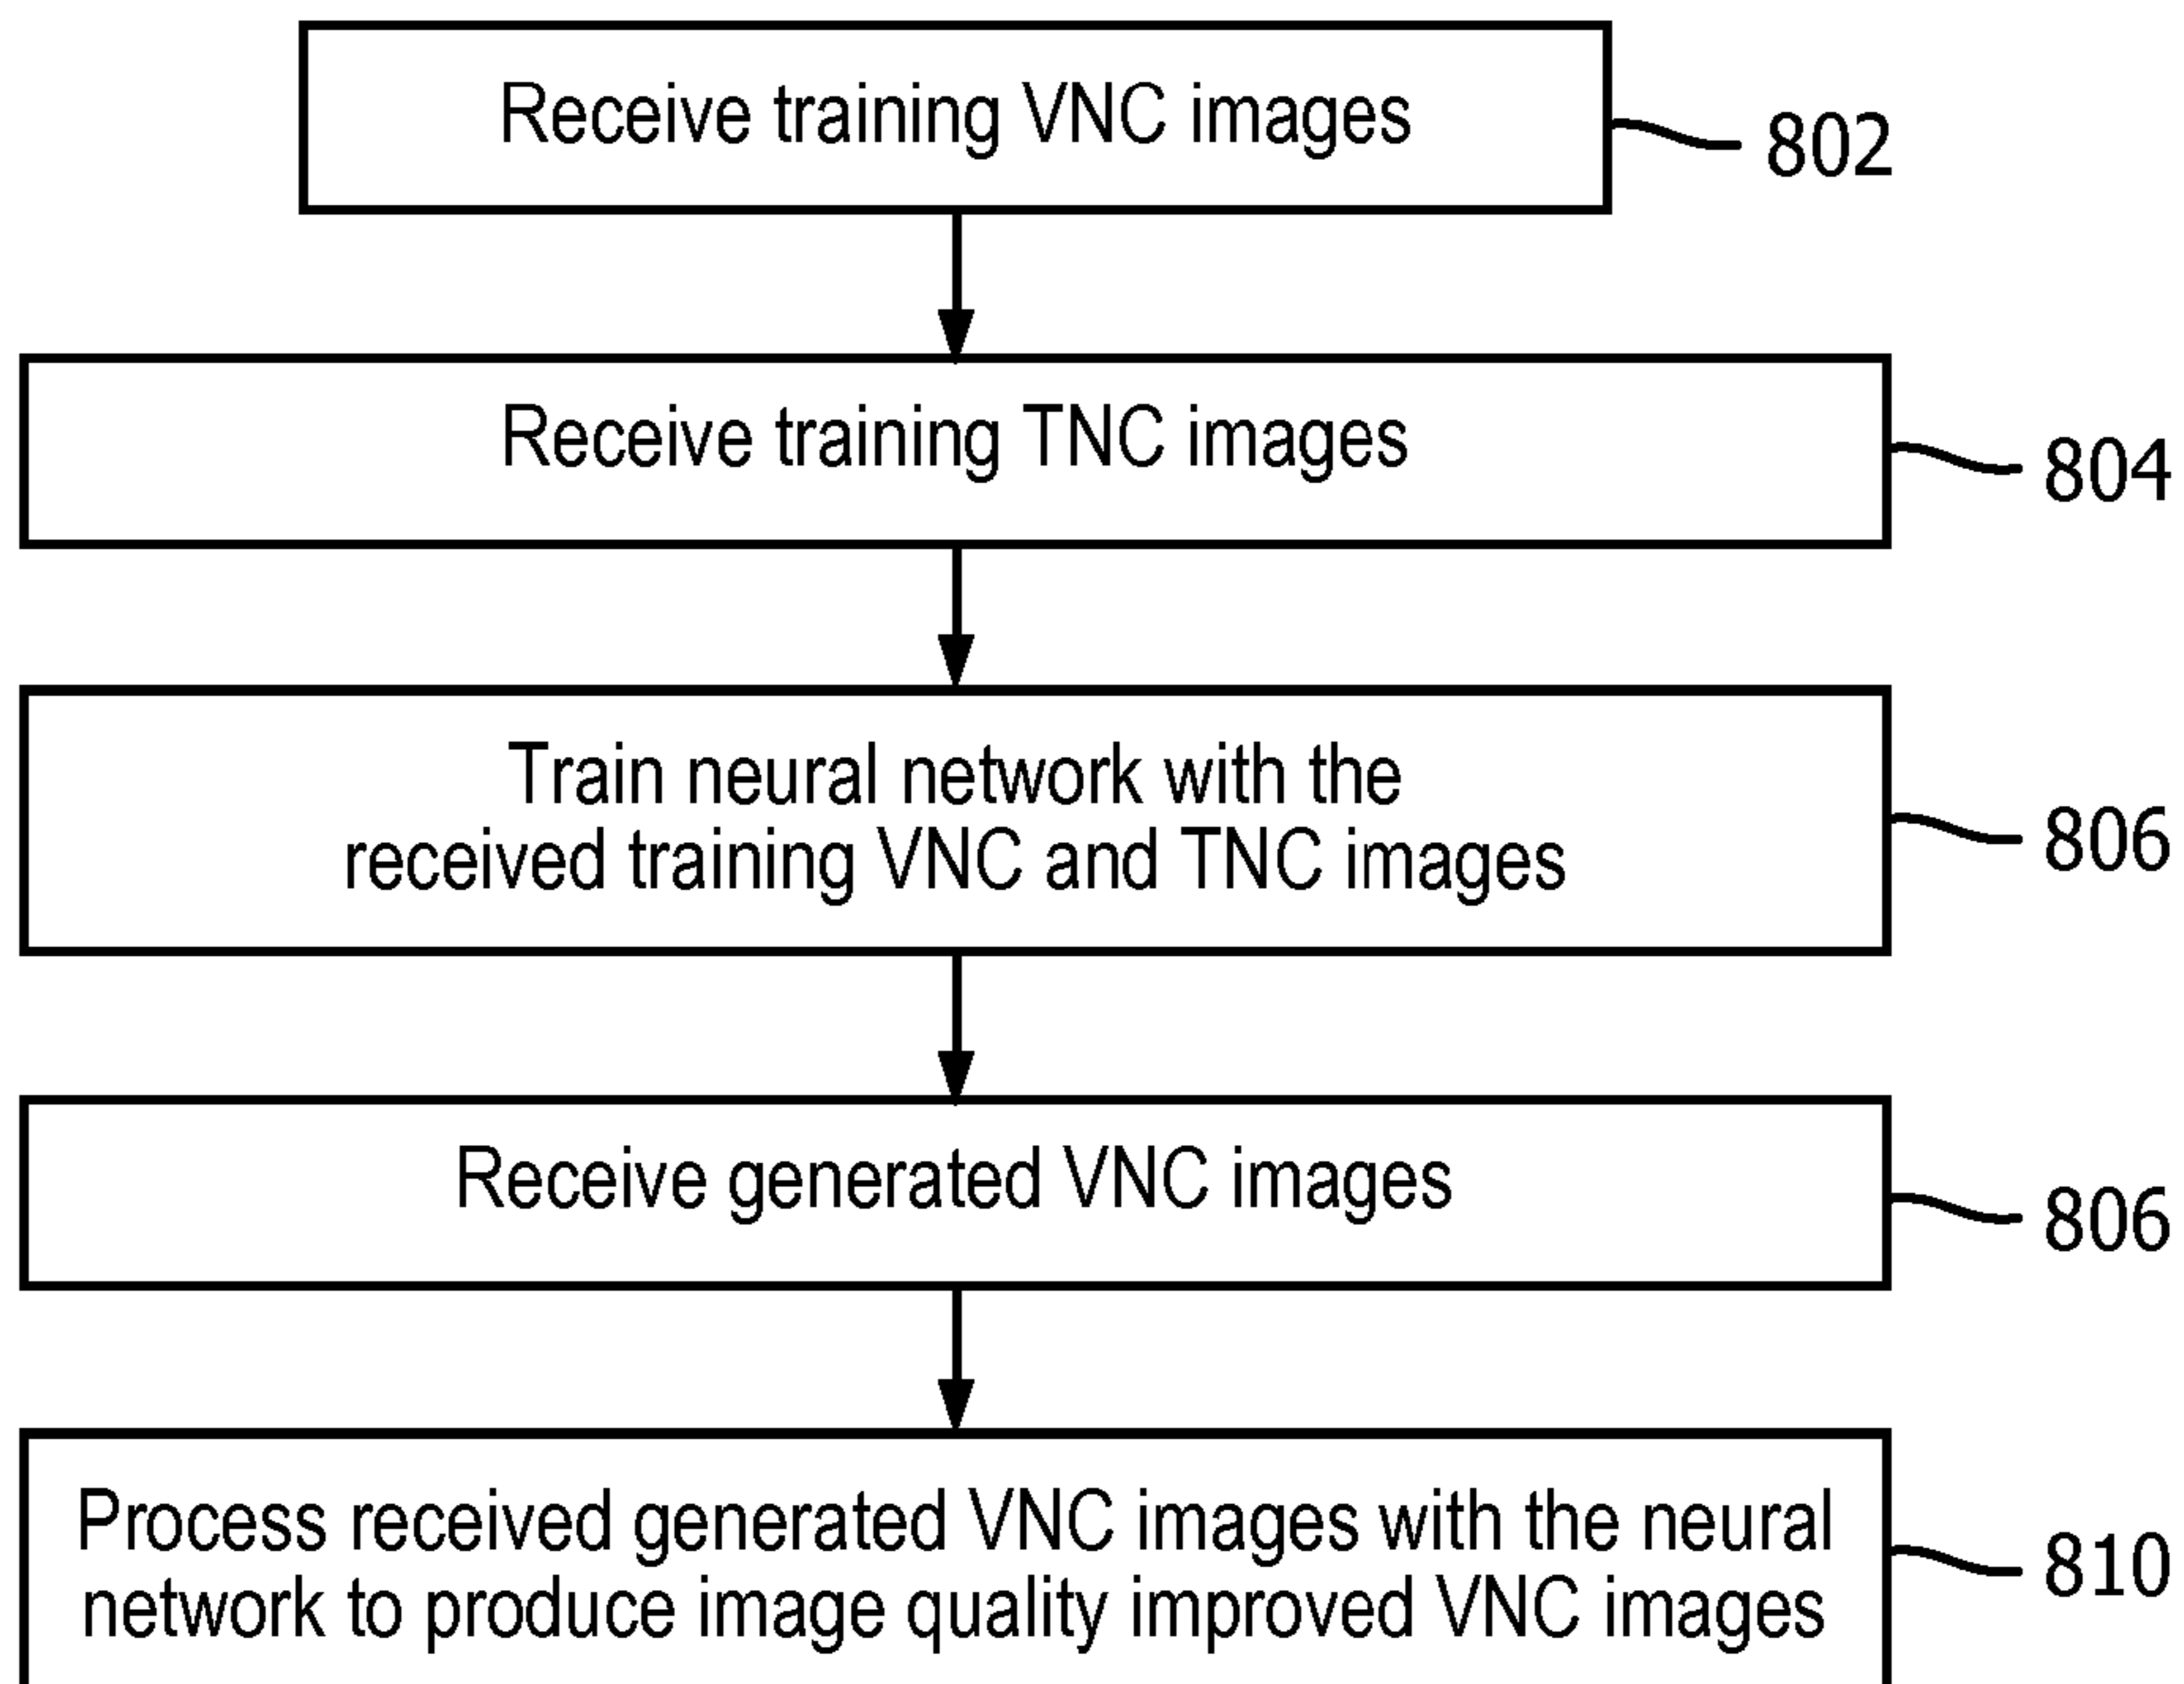 Receive training VNC images
802
Receive training TNC images
804
Train neural network with the
received training VNC and TNC images
806
Receive generated VNC images
806
Process received generated VNC images with the neural
network to produce image quality improved VNC images
810